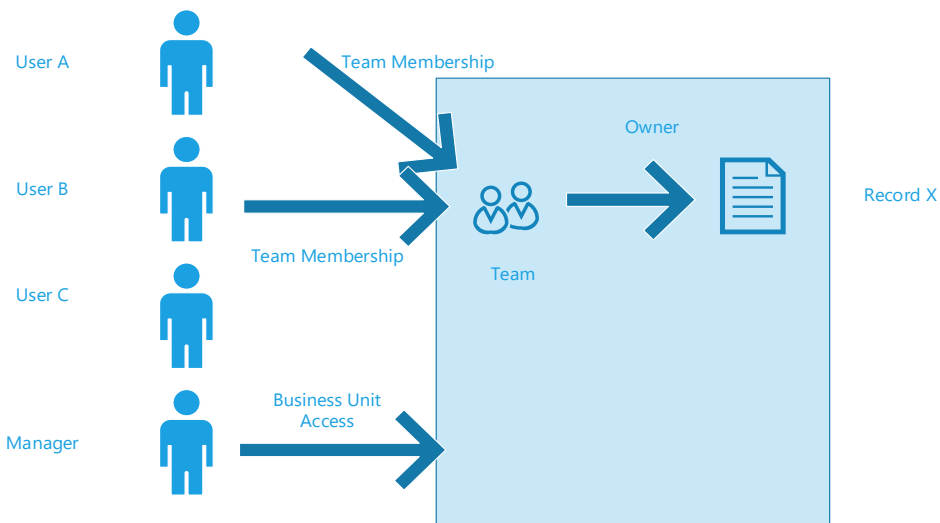 User A
Team Membership
Owner
User B
Record X
Team Membership
Team
User C
Business Unit
Access
Manager